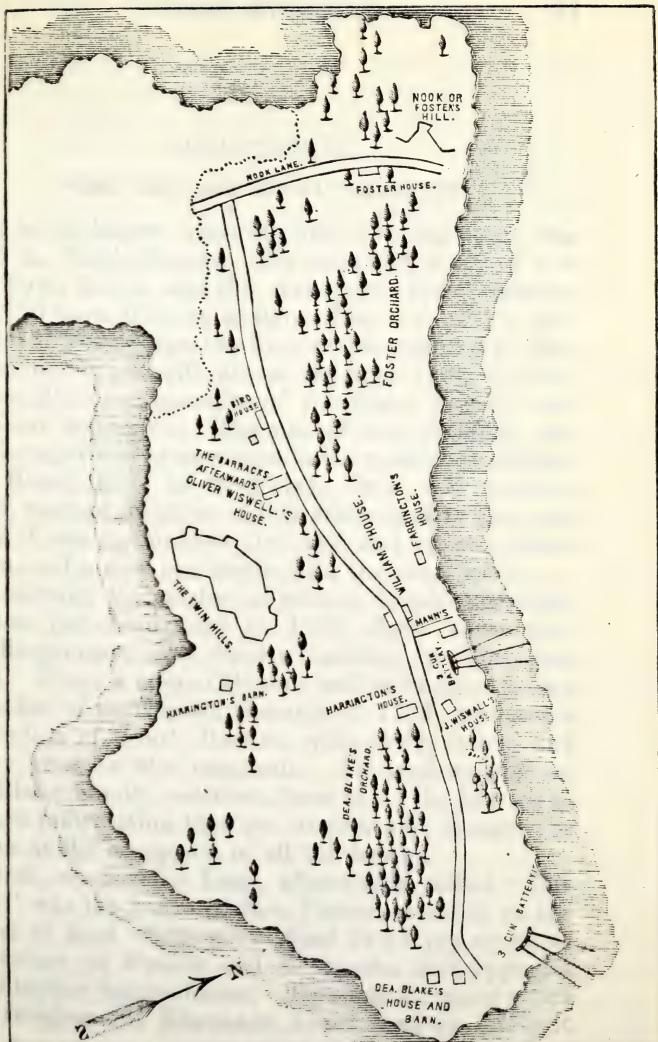 NOOK OR
FOSTER'S
HILL.
NOOK LANE.
FOSTER HOUSE.
FOSTER ORCHARD.
BIRD
HOUSE
THE BARRACKS
AFTERWARDS
OLIVER WISWELL.'S
HOUSE.
WILLIAMS' HOUSE.
FARRINGTON'S
HOUSE.
THE TWIN HILLS.
MANN'S
3 GUN
BARTLAY.
HARRINGTON'S BARN.
HARRINGTON'S
HOUSE.
J. WISWALL'S
HOUSE
DEA. BLAKE'S
ORCHARD.
3 GUN BATTERY
N
S
DEA. BLAKE'S
HOUSE AND
BARN.